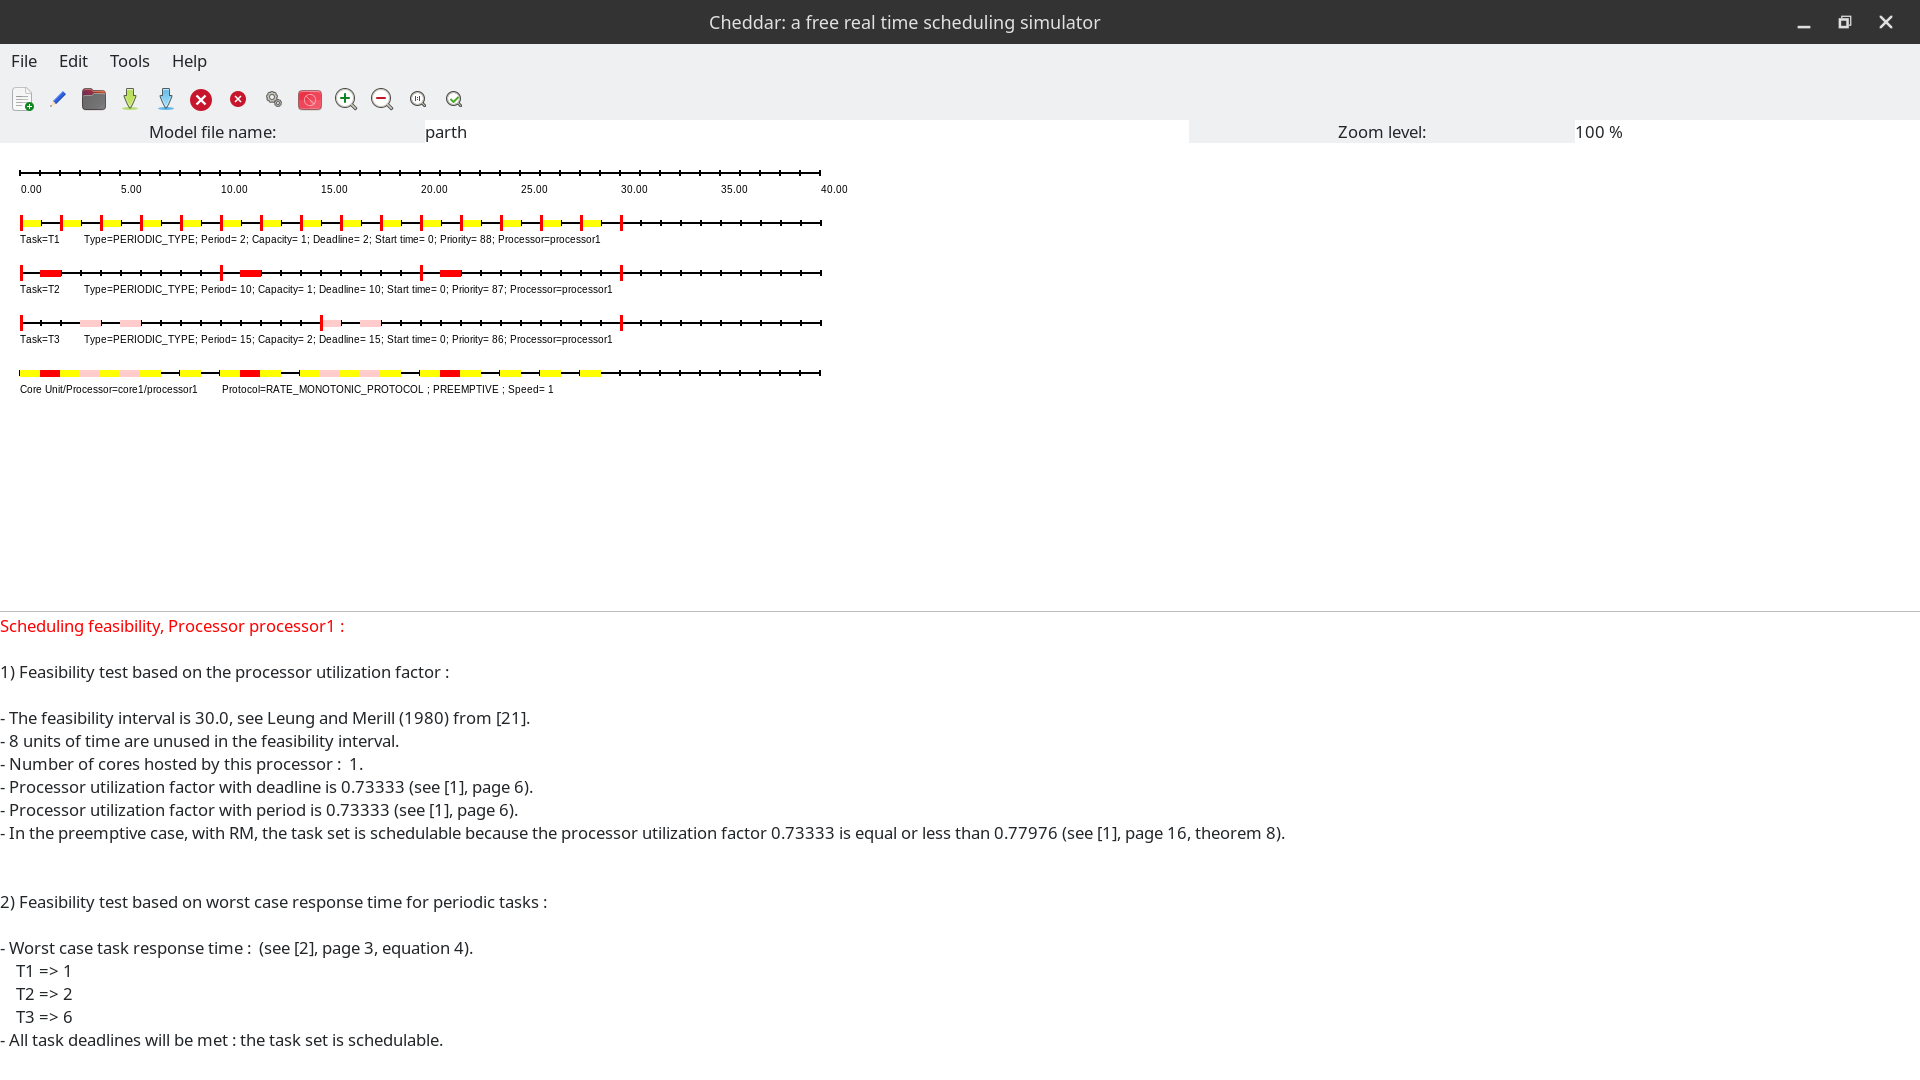 Cheddar: a free real time scheduling simulator
File Edit Tools Help
Model file name: parth Zoom level: 100 %
0.00 5.00 10.00 15.00 20.00 25.00 30.00 35.00 40.00
Task=T1 Type=PERIODIC_TYPE; Period= 2; Capacity= 1; Deadline= 2; Start time= 0; Priority= 88; Processor=processor1
Task=T2 Type=PERIODIC_TYPE; Period= 10; Capacity= 1; Deadline= 10; Start time= 0; Priority= 87; Processor=processor1
Task=T3 Type=PERIODIC_TYPE; Period= 15; Capacity= 2; Deadline= 15; Start time= 0; Priority= 86; Processor=processor1
Core Unit/Processor=core1/processor1 Protocol=RATE_MONOTONIC_PROTOCOL ; PREEMPTIVE ; Speed= 1
Scheduling feasibility, Processor processor1 :
1) Feasibility test based on the processor utilization factor :
- The feasibility interval is 30.0, see Leung and Merill (1980) from [21].
- 8 units of time are unused in the feasibility interval.
- Number of cores hosted by this processor :  1.
- Processor utilization factor with deadline is 0.73333 (see [1], page 6).
- Processor utilization factor with period is 0.73333 (see [1], page 6).
- In the preemptive case, with RM, the task set is schedulable because the processor utilization factor 0.73333 is equal or less than 0.77976 (see [1], page 16, theorem 8).
2) Feasibility test based on worst case response time for periodic tasks :
- Worst case task response time :  (see [2], page 3, equation 4).
T1 => 1
T2 => 2
T3 => 6
- All task deadlines will be met : the task set is schedulable.